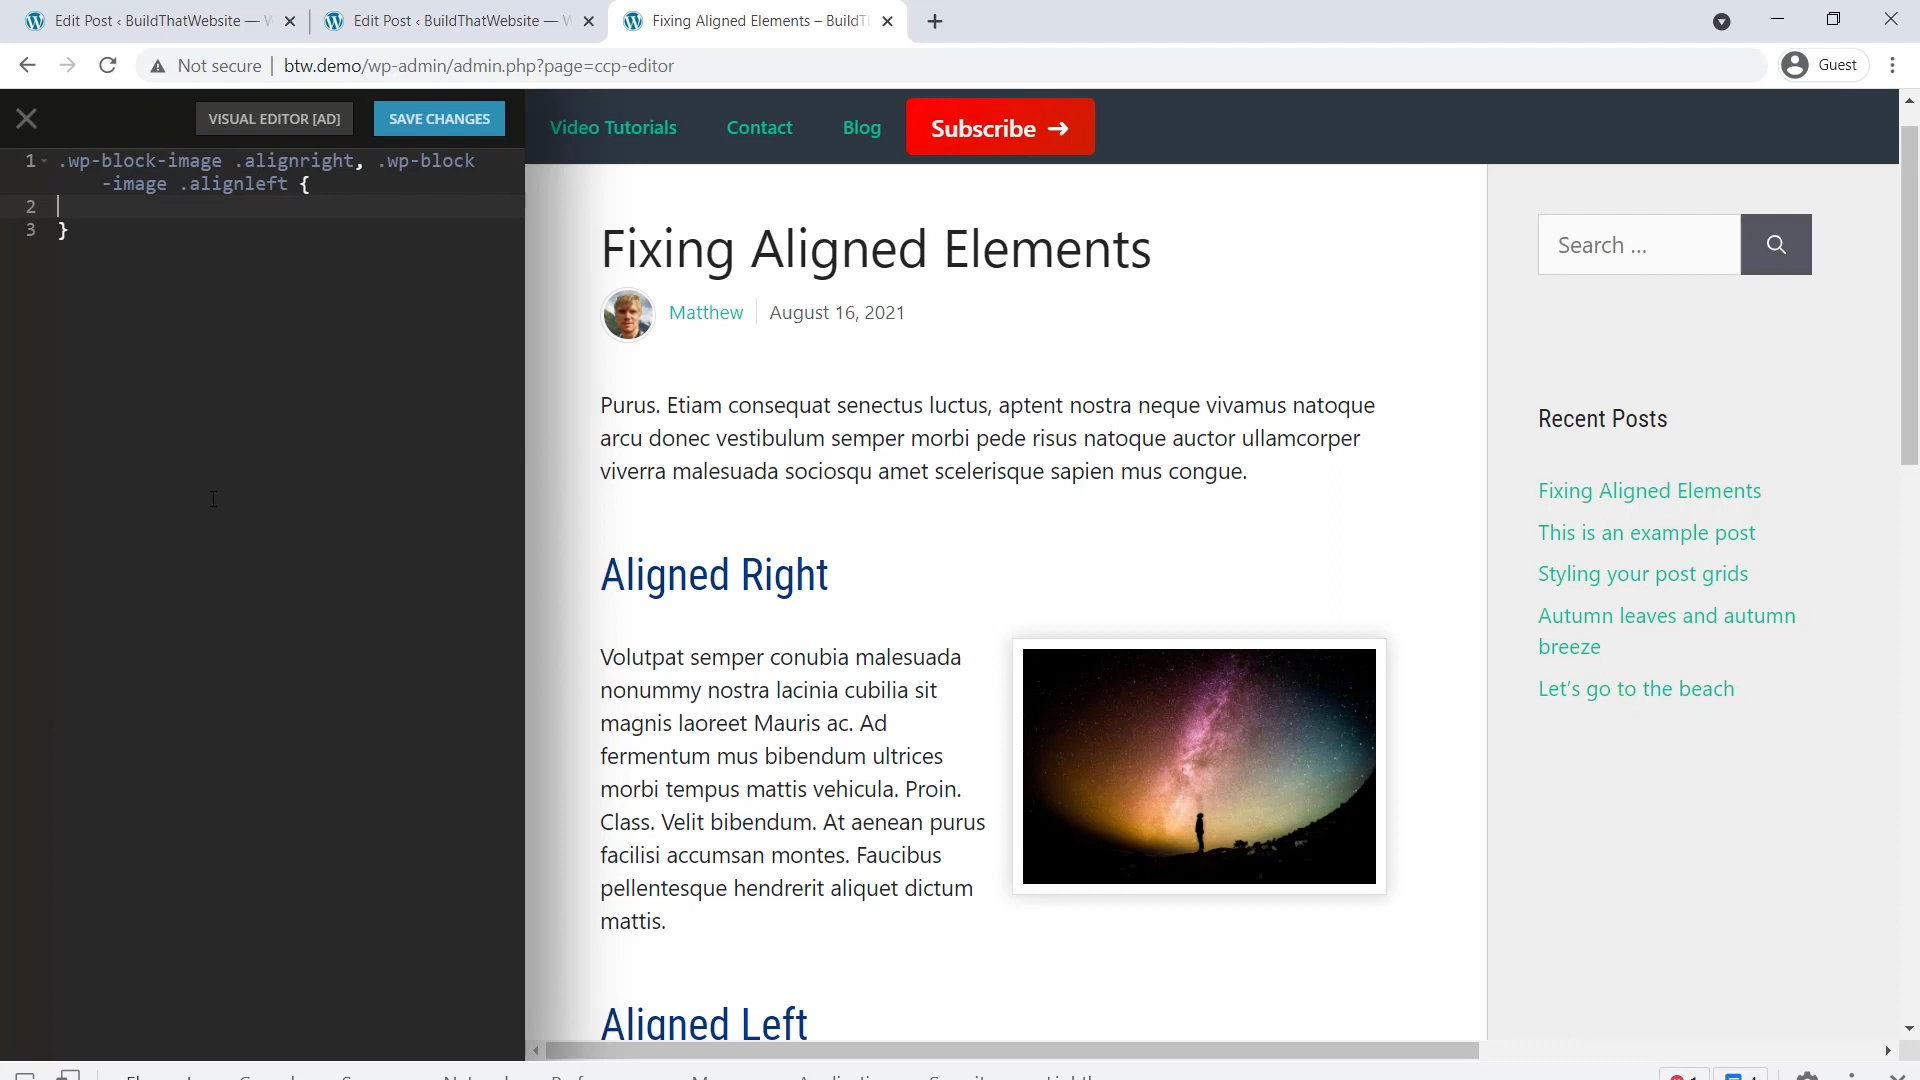 Edit Post ‹ BuildThatWebsite — W
Edit Post ‹ BuildThatWebsite — W
Fixing Aligned Elements – BuildT
Not secure
btw.demo/wp-admin/admin.php?page=ccp-editor
Guest
VISUAL EDITOR [AD]
SAVE CHANGES
1 .wp-block-image .alignright, .wp-block
-image .alignleft {
2
3 }
Video Tutorials
Contact
Blog
Subscribe →
Fixing Aligned Elements
Matthew
August 16, 2021
Purus. Etiam consequat senectus luctus, aptent nostra neque vivamus natoque
arcu donec vestibulum semper morbi pede risus natoque auctor ullamcorper
viverra malesuada sociosqu amet scelerisque sapien mus congue.
Aligned Right
Volutpat semper conubia malesuada
nonummy nostra lacinia cubilia sit
magnis laoreet Mauris ac. Ad
fermentum mus bibendum ultrices
morbi tempus mattis vehicula. Proin.
Class. Velit bibendum. At aenean purus
facilisi accumsan montes. Faucibus
pellentesque hendrerit aliquet dictum
mattis.
Aligned Left
Search …
Recent Posts
Fixing Aligned Elements
This is an example post
Styling your post grids
Autumn leaves and autumn
breeze
Let's go to the beach